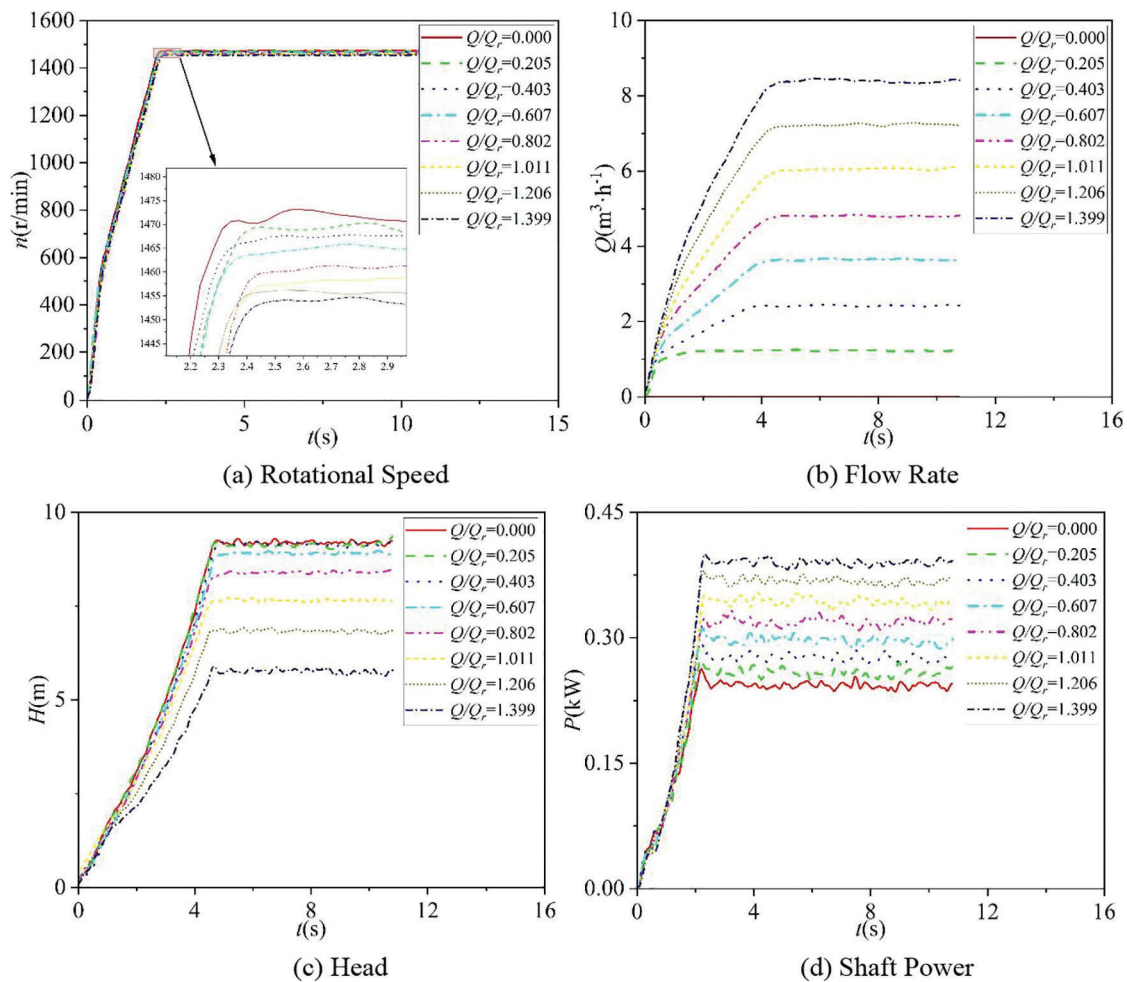 1600
1400
1200
1000
800
600
400
200
0
n(r/min)
Q/Qr=0.000
Q/Qr=0.205
Q/Qr−0.403
Q/Qr−0.607
Q/Qr=0.802
Q/Qr=1.011
Q/Qr=1.206
Q/Qr=1.399
1480
1475
1470
1465
1460
1455
1450
1445
2.2 2.3 2.4 2.5 2.6 2.7 2.8 2.9
0 5 10 15
t(s)
(a) Rotational Speed
10
8
6
4
2
0
Q(m³·h⁻¹)
Q/Qr=0.000
Q/Qr=0.205
Q/Qr=0.403
Q/Qr−0.607
Q/Qr−0.802
Q/Qr=1.011
Q/Qr=1.206
Q/Qr=1.399
0 4 8 12 16
t(s)
(b) Flow Rate
10
5
0
H(m)
Q/Qr=0.000
Q/Qr=0.205
Q/Qr=0.403
Q/Qr=0.607
Q/Qr=0.802
Q/Qr=1.011
Q/Qr=1.206
Q/Qr=1.399
0 4 8 12 16
t(s)
(c) Head
0.45
0.30
0.15
0.00
P(kW)
Q/Qr=0.000
Q/Qr−0.205
Q/Qr=0.403
Q/Qr−0.607
Q/Qr=0.802
Q/Qr=1.011
Q/Qr=1.206
Q/Qr=1.399
0 4 8 12 16
t(s)
(d) Shaft Power